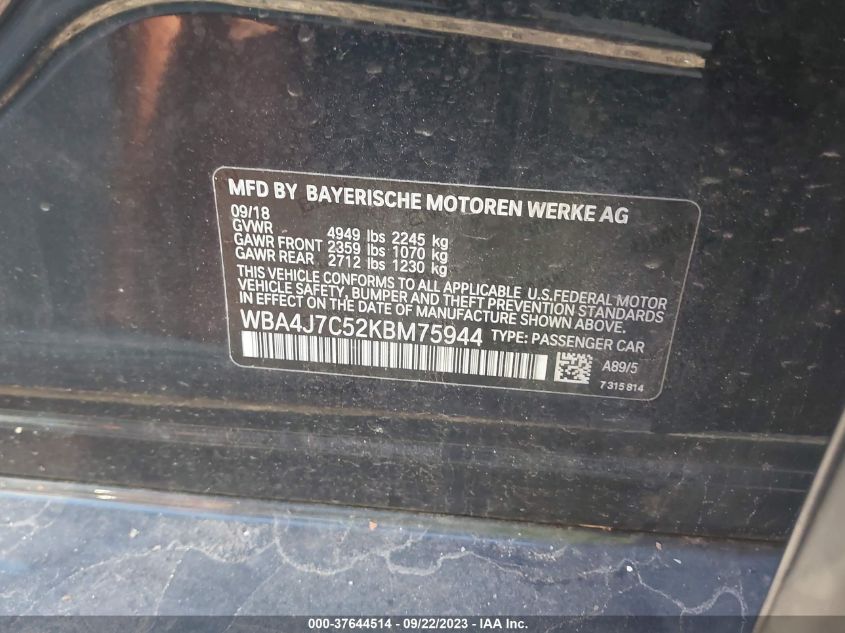 MFD BY BAYERISCHE MOTOREN WERKE AG
09/18
GVWR 4949 lbs 2245 kg
GAWR FRONT 2359 lbs 1070 kg
GAWR REAR 2712 lbs 1230 kg
THIS VEHICLE CONFORMS TO ALL APPLICABLE U.S.FEDERAL MOTOR
VEHICLE SAFETY, BUMPER AND THEFT PREVENTION STANDARDS
IN EFFECT ON THE DATE OF MANUFACTURE SHOWN ABOVE.
WBA4J7C52KBM75944 TYPE: PASSENGER CAR
A89/5
7 315 814
000-37644514 - 09/22/2023 - IAA Inc.